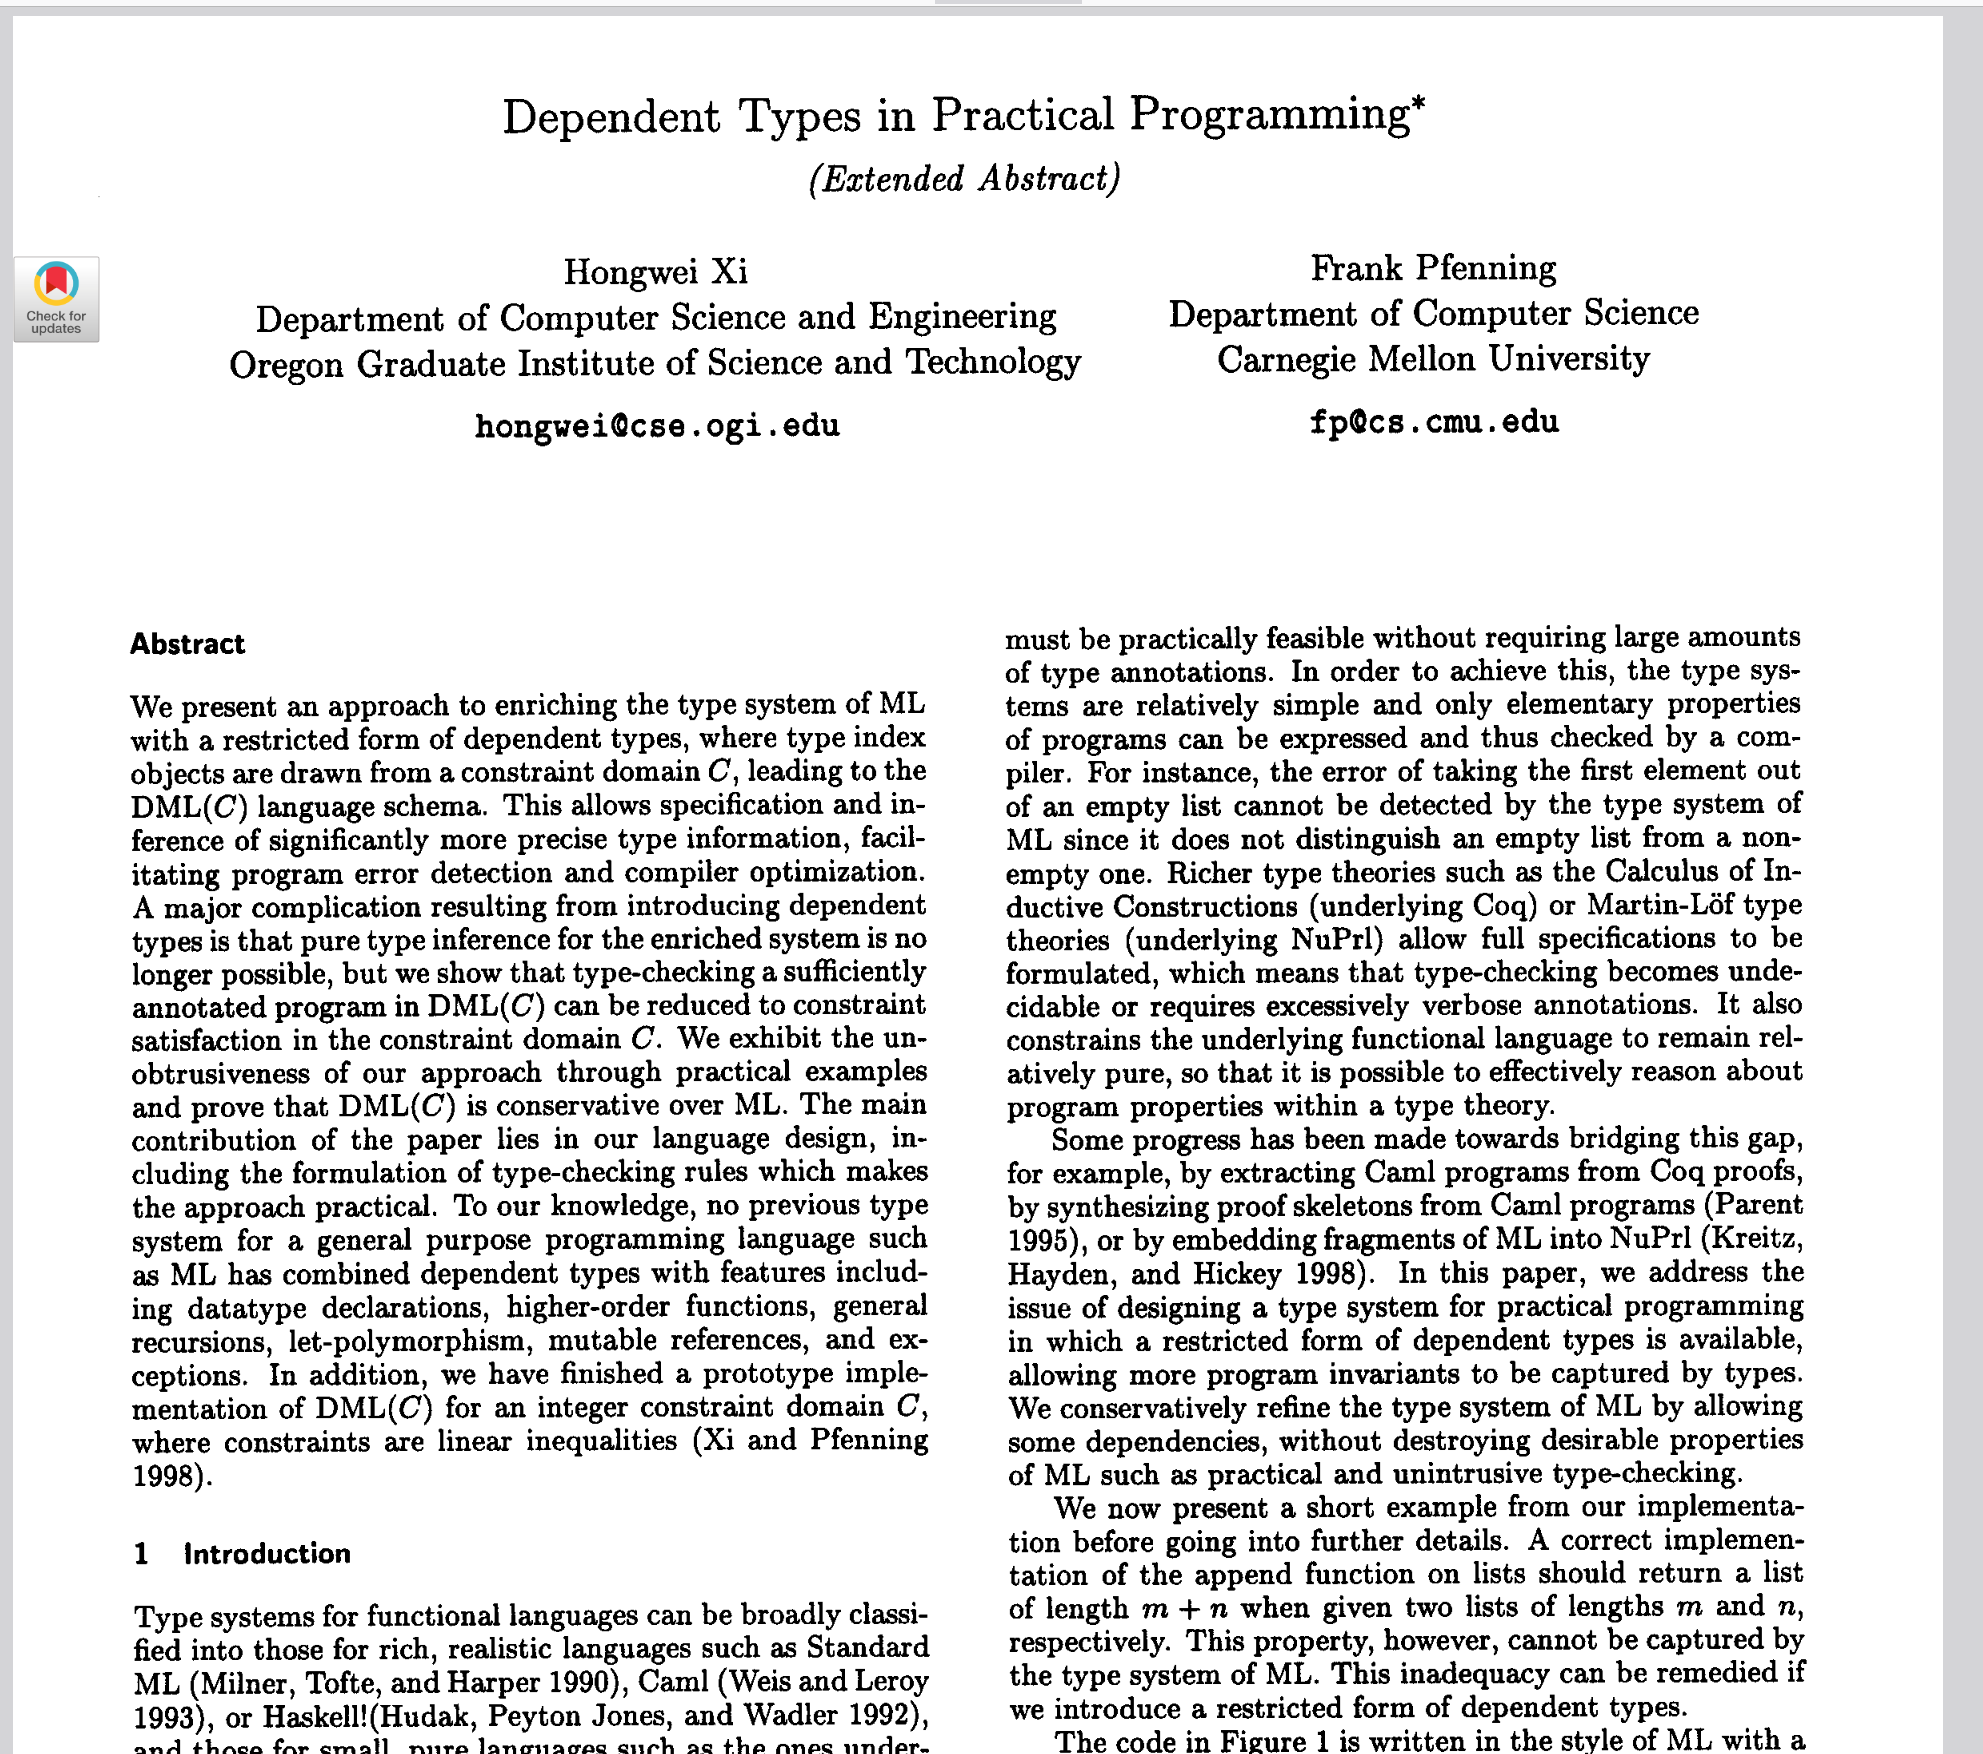 Dependent Types in Practical Programming*
(Extended Abstract)
Hongwei Xi
Department of Computer Science and Engineering
Oregon Graduate Institute of Science and Technology
hongwei@cse.ogi.edu
Frank Pfenning
Department of Computer Science
Carnegie Mellon University
fp@cs.cmu.edu
Check for
updates
Abstract
We present an approach to enriching the type system of ML
with a restricted form of dependent types, where type index
objects are drawn from a constraint domain C, leading to the
DML(C) language schema. This allows specification and in-
ference of significantly more precise type information, facil-
itating program error detection and compiler optimization.
A major complication resulting from introducing dependent
types is that pure type inference for the enriched system is no
longer possible, but we show that type-checking a sufficiently
annotated program in DML(C) can be reduced to constraint
satisfaction in the constraint domain C. We exhibit the un-
obtrusiveness of our approach through practical examples
and prove that DML(C) is conservative over ML. The main
contribution of the paper lies in our language design, in-
cluding the formulation of type-checking rules which makes
the approach practical. To our knowledge, no previous type
system for a general purpose programming language such
as ML has combined dependent types with features includ-
ing datatype declarations, higher-order functions, general
recursions, let-polymorphism, mutable references, and ex-
ceptions. In addition, we have finished a prototype imple-
mentation of DML(C) for an integer constraint domain C,
where constraints are linear inequalities (Xi and Pfenning
1998).
1 Introduction
Type systems for functional languages can be broadly classi-
fied into those for rich, realistic languages such as Standard
ML (Milner, Tofte, and Harper 1990), Caml (Weis and Leroy
1993), or Haskell!(Hudak, Peyton Jones, and Wadler 1992),
and those for small, pure languages such as the ones under-
must be practically feasible without requiring large amounts
of type annotations. In order to achieve this, the type sys-
tems are relatively simple and only elementary properties
of programs can be expressed and thus checked by a com-
piler. For instance, the error of taking the first element out
of an empty list cannot be detected by the type system of
ML since it does not distinguish an empty list from a non-
empty one. Richer type theories such as the Calculus of In-
ductive Constructions (underlying Coq) or Martin-Löf type
theories (underlying NuPrl) allow full specifications to be
formulated, which means that type-checking becomes unde-
cidable or requires excessively verbose annotations. It also
constrains the underlying functional language to remain rel-
atively pure, so that it is possible to effectively reason about
program properties within a type theory.
Some progress has been made towards bridging this gap,
for example, by extracting Caml programs from Coq proofs,
by synthesizing proof skeletons from Caml programs (Parent
1995), or by embedding fragments of ML into NuPrl (Kreitz,
Hayden, and Hickey 1998). In this paper, we address the
issue of designing a type system for practical programming
in which a restricted form of dependent types is available,
allowing more program invariants to be captured by types.
We conservatively refine the type system of ML by allowing
some dependencies, without destroying desirable properties
of ML such as practical and unintrusive type-checking.
We now present a short example from our implementa-
tion before going into further details. A correct implemen-
tation of the append function on lists should return a list
of length m + n when given two lists of lengths m and n,
respectively. This property, however, cannot be captured by
the type system of ML. This inadequacy can be remedied if
we introduce a restricted form of dependent types.
The code in Figure 1 is written in the style of ML with a